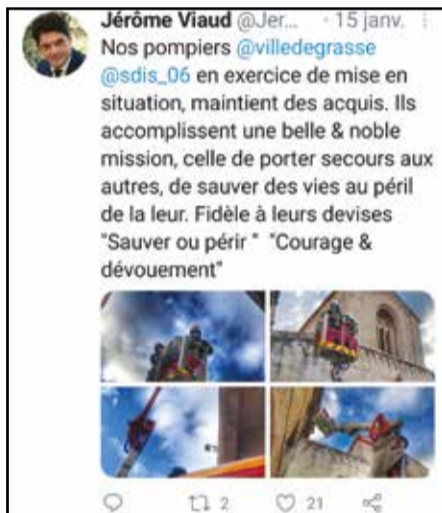 Jérôme Viaud @Jer... · 15 janv.
Nos pompiers @villedegrasse
@sdis_06 en exercice de mise en
situation, maintient des acquis. Ils
accomplissent une belle & noble
mission, celle de porter secours aux
autres, de sauver des vies au péril
de la leur. Fidèle à leurs devises
"Sauver ou périr " "Courage &
dévouement"
2 21